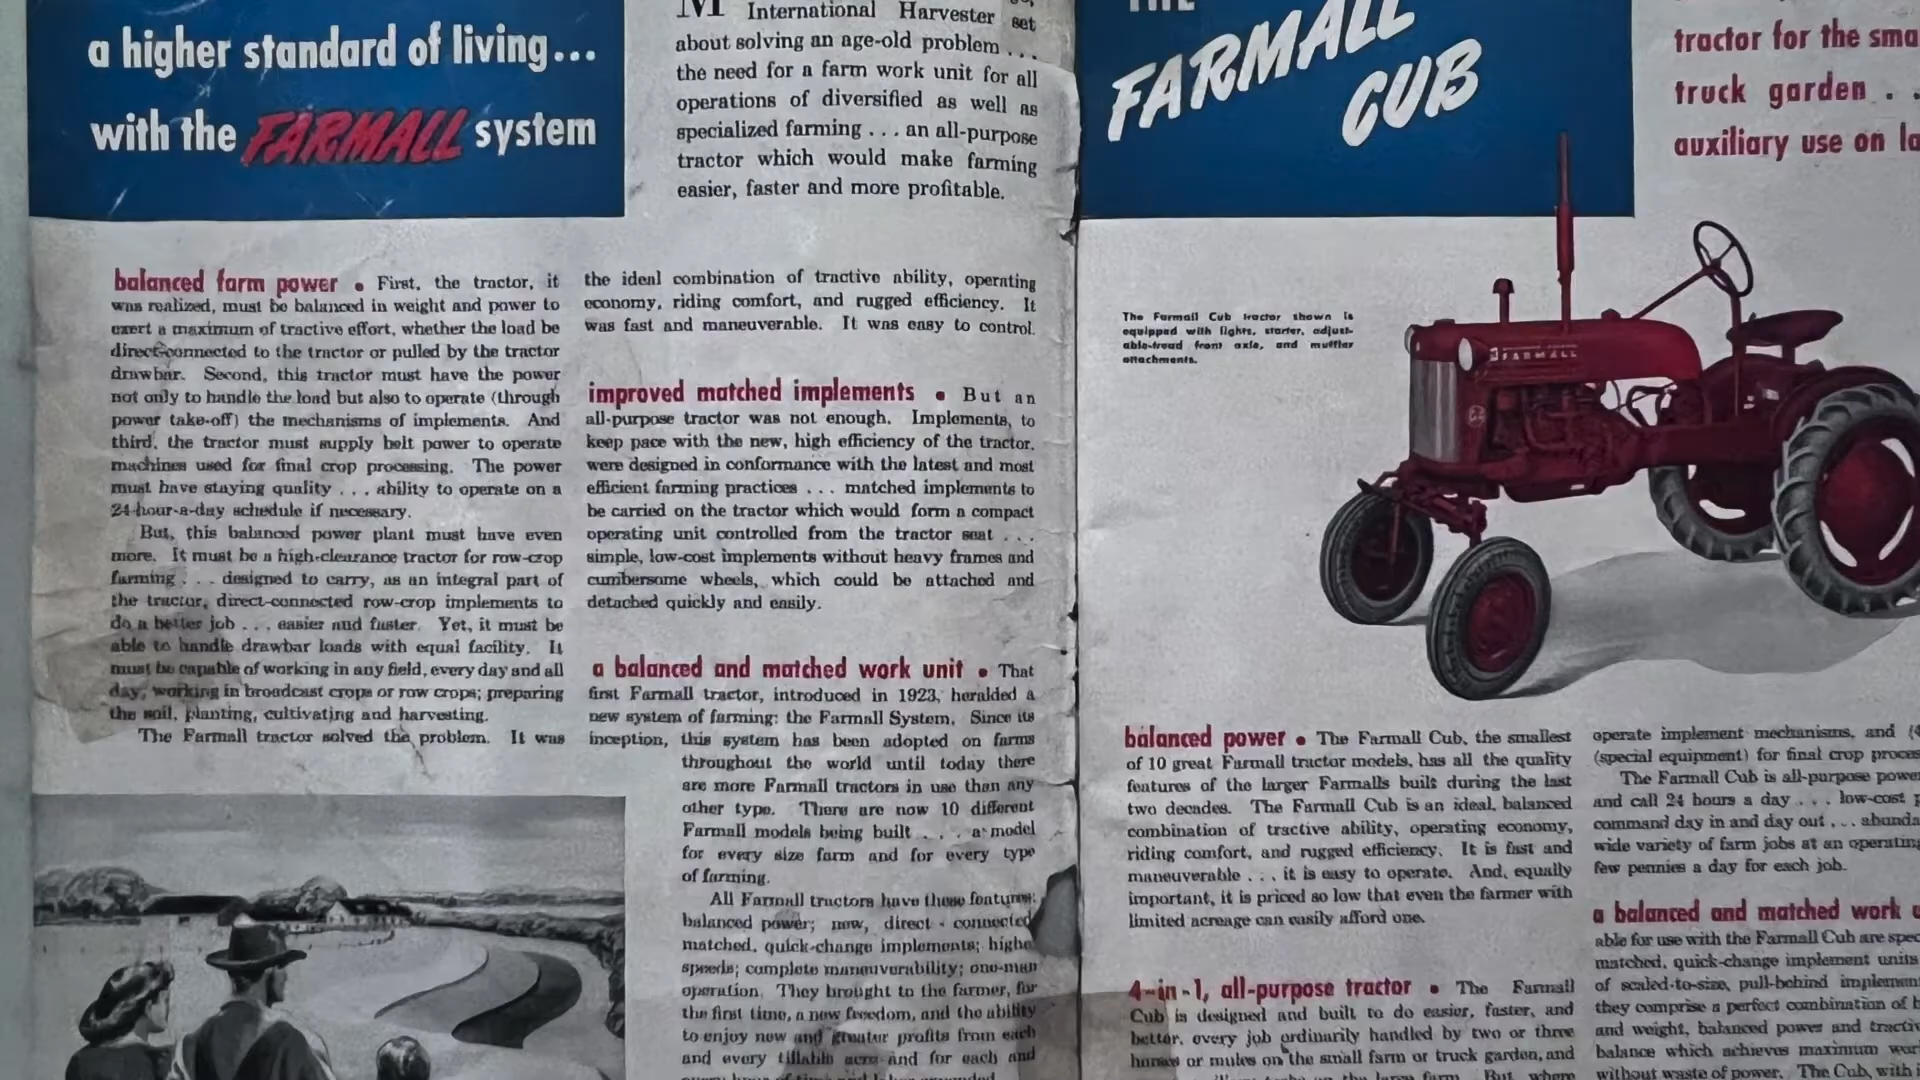 a higher standard of living...
with the FARMALL system
International Harvester set
about solving an age-old problem . . .
the need for a farm work unit for all
operations of diversified as well as
specialized farming . . . an all-purpose
tractor which would make farming
easier, faster and more profitable.
balanced farm power • First, the tractor, it
was realized, must be balanced in weight and power to
exert a maximum of tractive effort, whether the load be
direct-connected to the tractor or pulled by the tractor
drawbar. Second, this tractor must have the power
not only to handle the load but also to operate (through
power take-off) the mechanisms of implements. And
third, the tractor must supply belt power to operate
machines used for final crop processing. The power
must have staying quality . . . ability to operate on a
24-hour-a-day schedule if necessary.
But, this balanced power plant must have even
more. It must be a high-clearance tractor for row-crop
farming . . . designed to carry, as an integral part of
the tractor, direct-connected row-crop implements to
do a better job . . . easier and faster. Yet, it must be
able to handle drawbar loads with equal facility. It
must be capable of working in any field, every day and all
day, working in broadcast crops or row crops; preparing
the soil, planting, cultivating and harvesting.
The Farmall tractor solved the problem. It was
the ideal combination of tractive ability, operating
economy, riding comfort, and rugged efficiency. It
was fast and maneuverable. It was easy to control.
improved matched implements • But an
all-purpose tractor was not enough. Implements, to
keep pace with the new, high efficiency of the tractor,
were designed in conformance with the latest and most
efficient farming practices . . . matched implements to
be carried on the tractor which would form a compact
operating unit controlled from the tractor seat . . .
simple, low-cost implements without heavy frames and
cumbersome wheels, which could be attached and
detached quickly and easily.
a balanced and matched work unit • That
first Farmall tractor, introduced in 1923, heralded a
new system of farming: the Farmall System. Since its
inception, this system has been adopted on farms
throughout the world until today there
are more Farmall tractors in use than any
other type. There are now 10 different
Farmall models being built . . . a model
for every size farm and for every type
of farming.
All Farmall tractors have these features:
balanced power; new, direct-connected
matched, quick-change implements; highe
speeds; complete maneuverability; one-man
operation. They brought to the farmer, for
the first time, a new freedom, and the ability
to enjoy new and greater profits from each
and every tillable acre and for each and
THE
FARMALL
CUB
tractor for the sma
truck garden . .
auxiliary use on la
The Farmall Cub tractor shown is
equipped with lights, starter, adjust-
able-tread front axle, and muffler
attachments.
FARMALL
balanced power • The Farmall Cub, the smallest
of 10 great Farmall tractor models, has all the quality
features of the larger Farmalls built during the last
two decades. The Farmall Cub is an ideal, balanced
combination of tractive ability, operating economy,
riding comfort, and rugged efficiency. It is fast and
maneuverable . . . it is easy to operate. And, equally
important, it is priced so low that even the farmer with
limited acreage can easily afford one.
4-in-1, all-purpose tractor • The Farmall
Cub is designed and built to do easier, faster, and
better, every job ordinarily handled by two or three
horses or mules on the small farm or truck garden, and
operate implement mechanisms, and (4
(special equipment) for final crop proces
The Farmall Cub is all-purpose power
and call 24 hours a day . . . low-cost p
command day in and day out . . . abunda
wide variety of farm jobs at an operating
few pennies a day for each job.
a balanced and matched work u
able for use with the Farmall Cub are spec
matched, quick-change implement units
of scaled-to-size, pull-behind implemen
they comprise a perfect combination of b
and weight, balanced power and tractiv
balance which achieves maximum wor
without waste of power. The Cub, with i